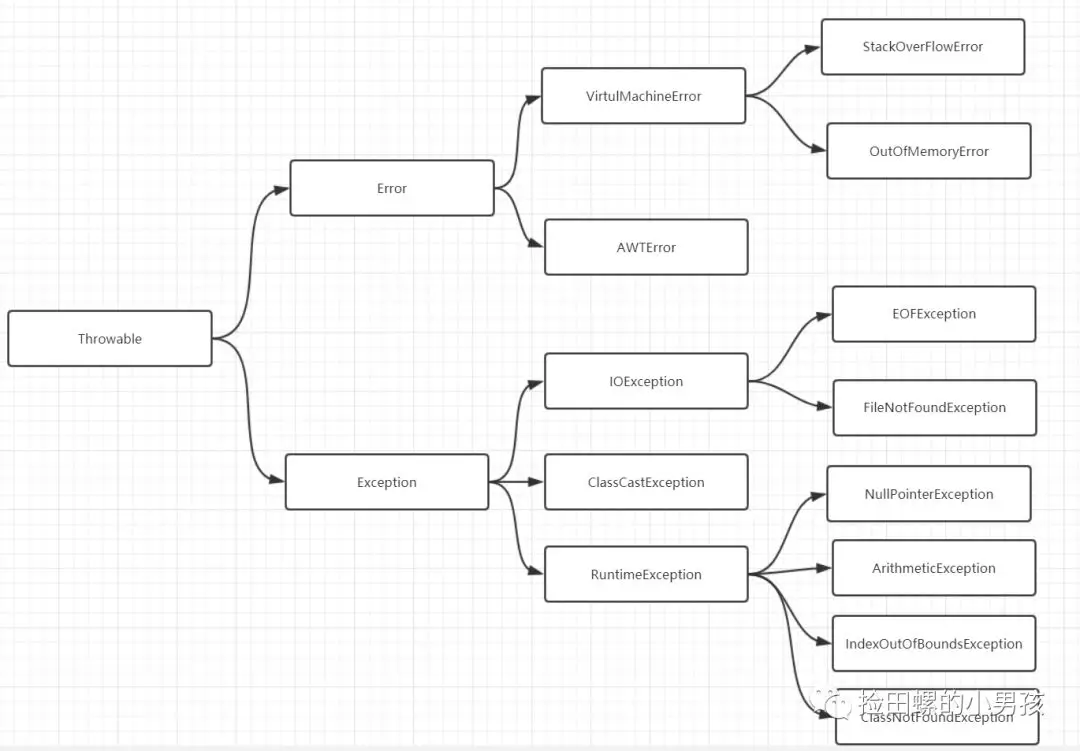 StackOverFlowError
VirtulMachineError
OutOfMemoryError
Error
AWTError
EOFException
Throwable
IOException
FileNotFoundException
Exception
ClassCastException
NullPointerException
RuntimeException
ArithmeticException
IndexOutOfBoundsException
捡田螺的小男孩
ClassNotFoundException